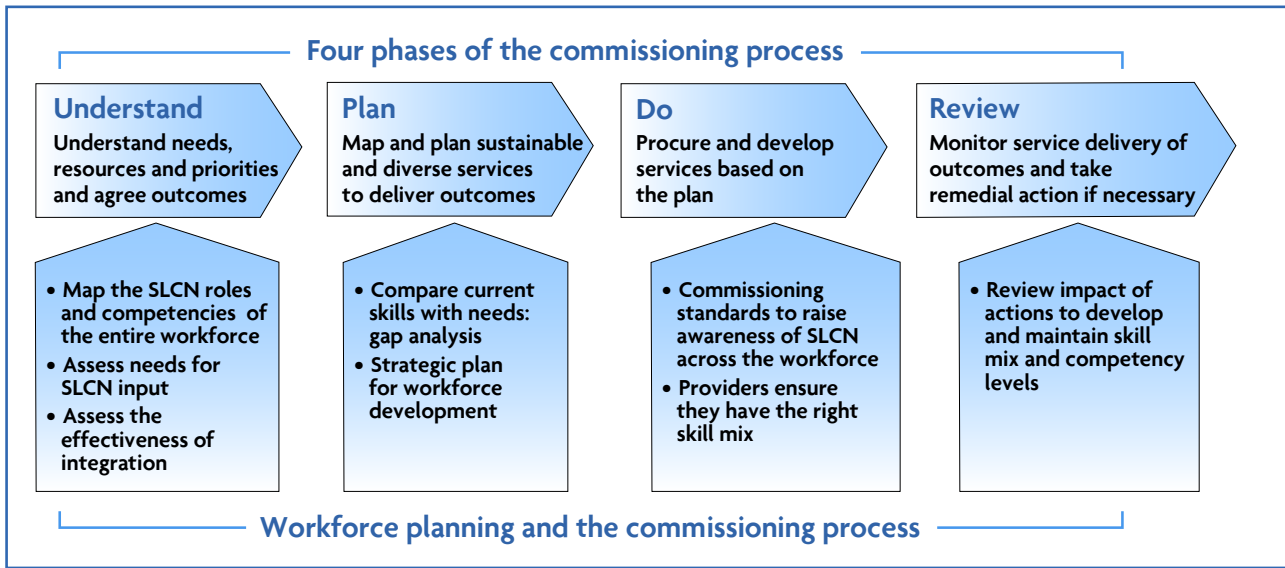 Four phases of the commissioning process
Understand
Understand needs,
resources and priorities
and agree outcomes
Plan
Map and plan sustainable
and diverse services
to deliver outcomes
Do
Procure and develop
services based on
the plan
Review
Monitor service delivery of
outcomes and take
remedial action if necessary
• Map the SLCN roles
and competencies of
the entire workforce
• Assess needs for
SLCN input
• Assess the
effectiveness of
integration
• Compare current
skills with needs:
gap analysis
• Strategic plan
for workforce
development
• Commissioning
standards to raise
awareness of SLCN
across the workforce
• Providers ensure
they have the right
skill mix
• Review impact of
actions to develop
and maintain skill
mix and competency
levels
Workforce planning and the commissioning process